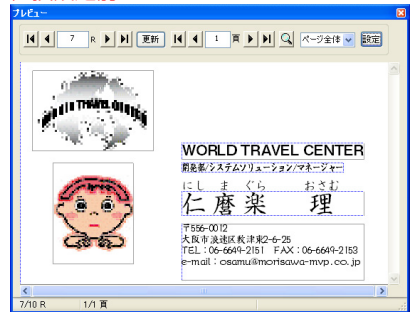 プレビュー
7 R 更新 1 頁 ページ全体 設定
WORLD TRAVEL CENTER
WORLD TRAVEL CENTER
開発部/システムソリューション/マネージャー
にし ま ぐら おさむ
仁磨楽 理
〒556-0012
大阪市浪速区敷津東2-6-25
TEL：06-6649-2151 FAX：06-6649-2153
e-mail：osamu@morisawa-mvp.co.jp
7/10 R 1/1 頁